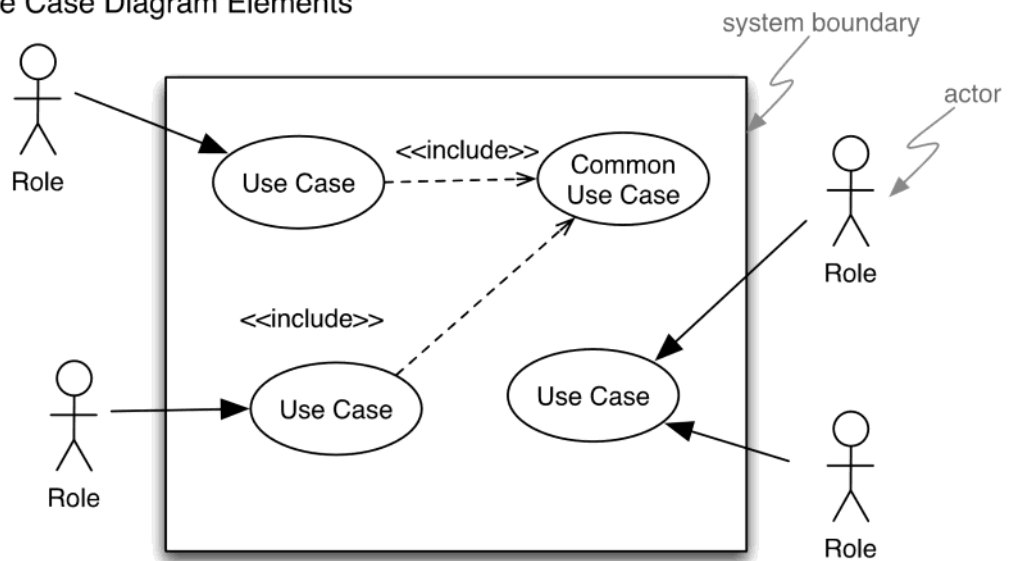 e Case Diagram Elements
system boundary
actor
Role
<<include>>
Use Case
Common
Use Case
Role
<<include>>
Use Case
Use Case
Role
Role